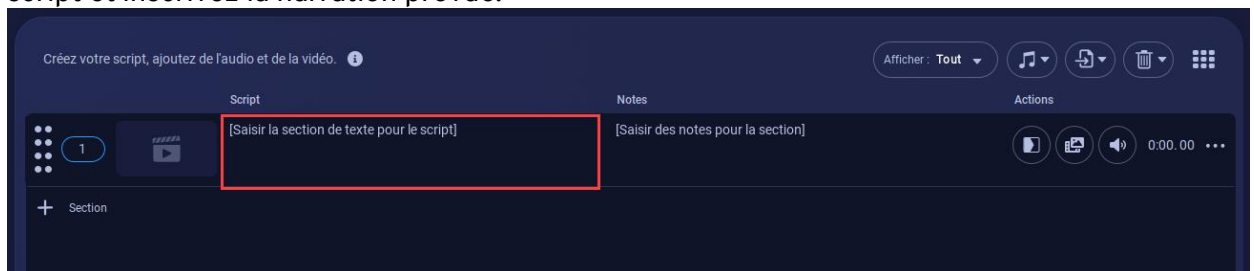 script et inscrivez la narration prévue.
Créez votre script, ajoutez de l'audio et de la vidéo.
Afficher : Tout
Script Notes Actions
1 [Saisir la section de texte pour le script] [Saisir des notes pour la section] 0:00.00
+ Section